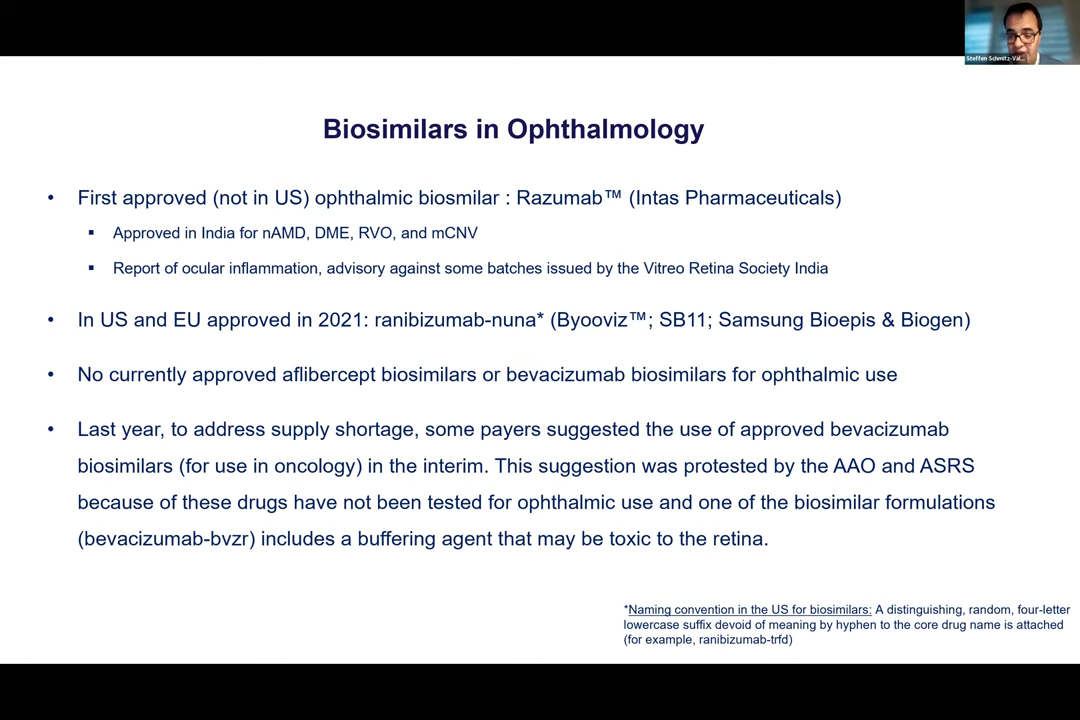 Steffen Schmitz-Val...
Biosimilars in Ophthalmology
• First approved (not in US) ophthalmic biosmilar : Razumab™ (Intas Pharmaceuticals)
▪ Approved in India for nAMD, DME, RVO, and mCNV
▪ Report of ocular inflammation, advisory against some batches issued by the Vitreo Retina Society India
• In US and EU approved in 2021: ranibizumab-nuna* (Byooviz™; SB11; Samsung Bioepis & Biogen)
• No currently approved aflibercept biosimilars or bevacizumab biosimilars for ophthalmic use
• Last year, to address supply shortage, some payers suggested the use of approved bevacizumab
biosimilars (for use in oncology) in the interim. This suggestion was protested by the AAO and ASRS
because of these drugs have not been tested for ophthalmic use and one of the biosimilar formulations
(bevacizumab-bvzr) includes a buffering agent that may be toxic to the retina.
*Naming convention in the US for biosimilars: A distinguishing, random, four-letter
lowercase suffix devoid of meaning by hyphen to the core drug name is attached
(for example, ranibizumab-trfd)